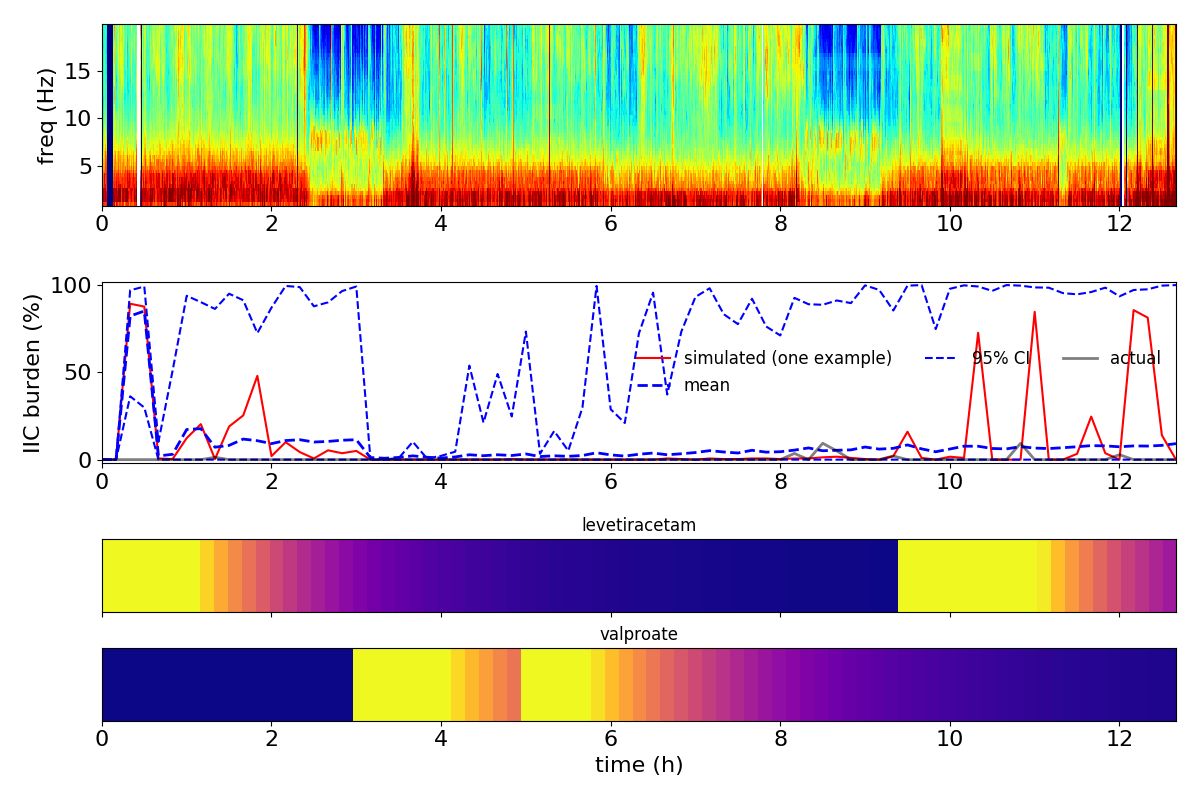 freq (Hz)
15
10
5
0 2 4 6 8 10 12
IIC burden (%)
100
50
0
simulated (one example) 95% CI actual
mean
0 2 4 6 8 10 12
levetiracetam
valproate
0 2 4 6 8 10 12
time (h)